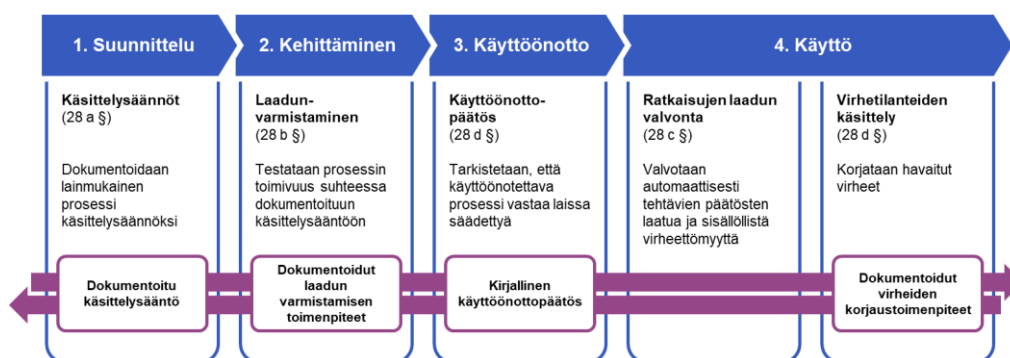 1. Suunnittelu
2. Kehittäminen
3. Käyttöönotto
4. Käyttö
Käsittelysäännöt
(28 a §)
Dokumentoidaan
lainmukainen
prosessi
käsittelysäännöksi
Laadun-
varmistaminen
(28 b §)
Testataan prosessin
toimivuus suhteessa
dokumentoituun
käsittelysääntöön
Käyttöönotto-
päätös
(28 d §)
Tarkistetaan, että
käyttöönotettava
prosessi vastaa laissa
säädettyä
Ratkaisujen laadun
valvonta
(28 c §)
Valvotaan
automaattisesti
tehtävien päätösten
laatua ja sisällöllistä
virheettömyyttä
Virhetilanteiden
käsittely
(28 d §)
Korjataan havaitut
virheet
Dokumentoitu
käsittelysääntö
Dokumentoidut
laadun
varmistamisen
toimenpiteet
Kirjallinen
käyttöönottopäätös
Dokumentoidut
virheiden
korjaustoimenpiteet